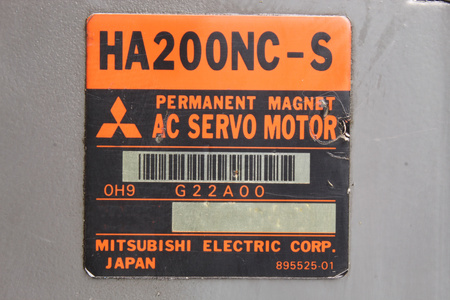 HA200NC-S
PERMANENT MAGNET
AC SERVO MOTOR
OH9 G22A00
MITSUBISHI ELECTRIC CORP.
JAPAN 895525-01